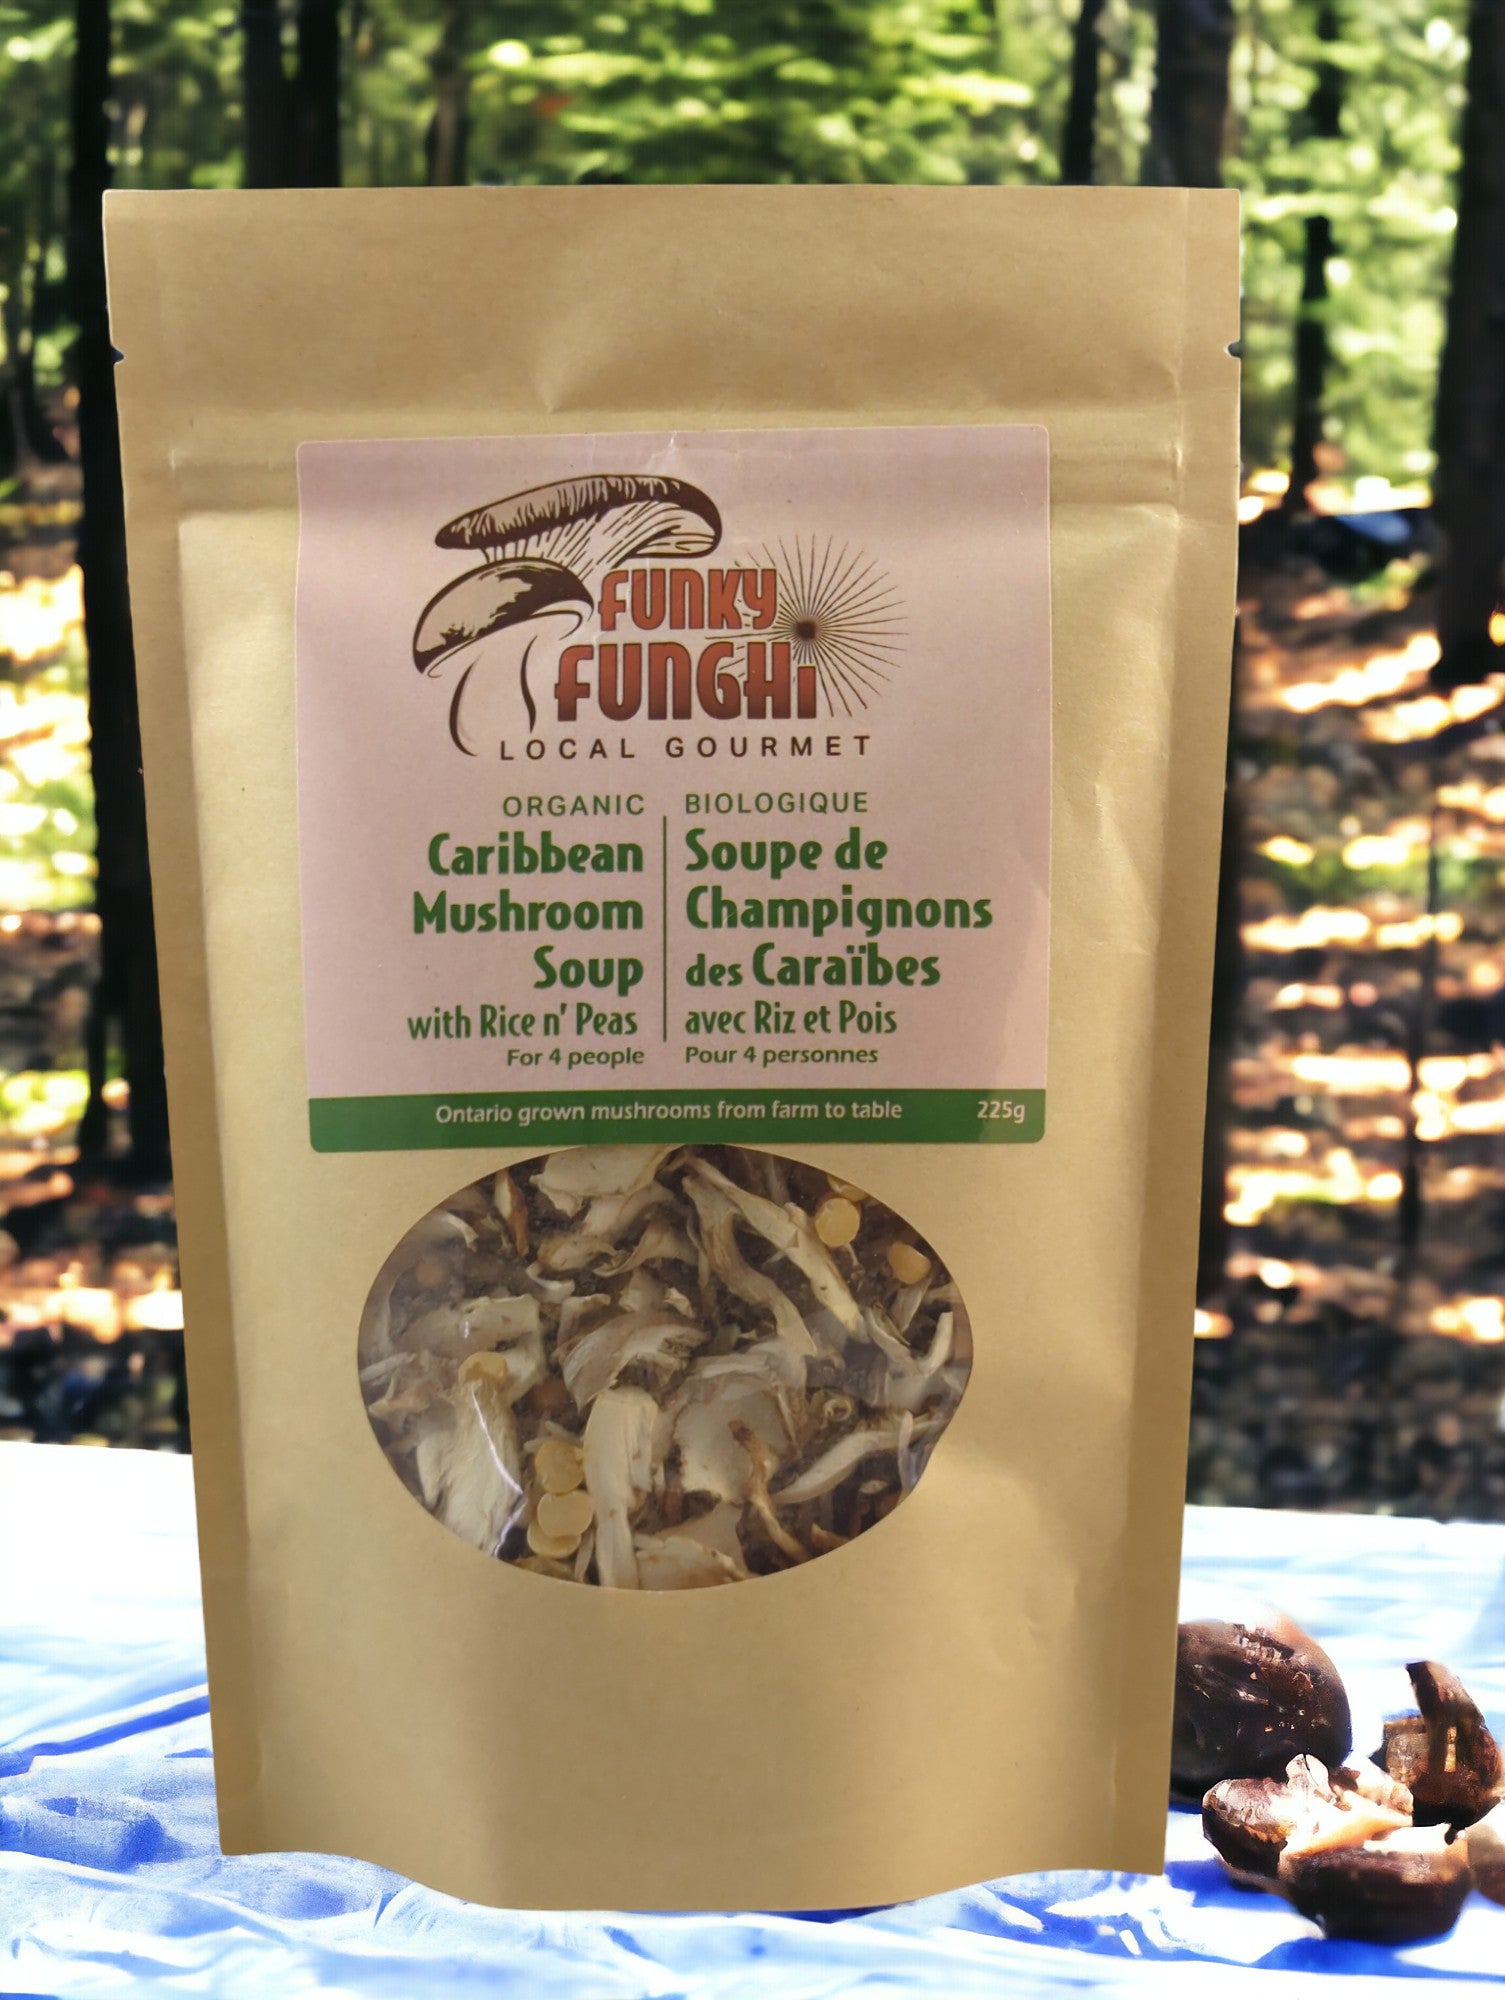 FUNKY
FUNGHi
LOCAL GOURMET
ORGANIC
Caribbean
Mushroom
Soup
with Rice n' Peas
For 4 people
BIOLOGIQUE
Soupe de
Champignons
des Caraïbes
avec Riz et Pois
Pour 4 personnes
Ontario grown mushrooms from farm to table 225g